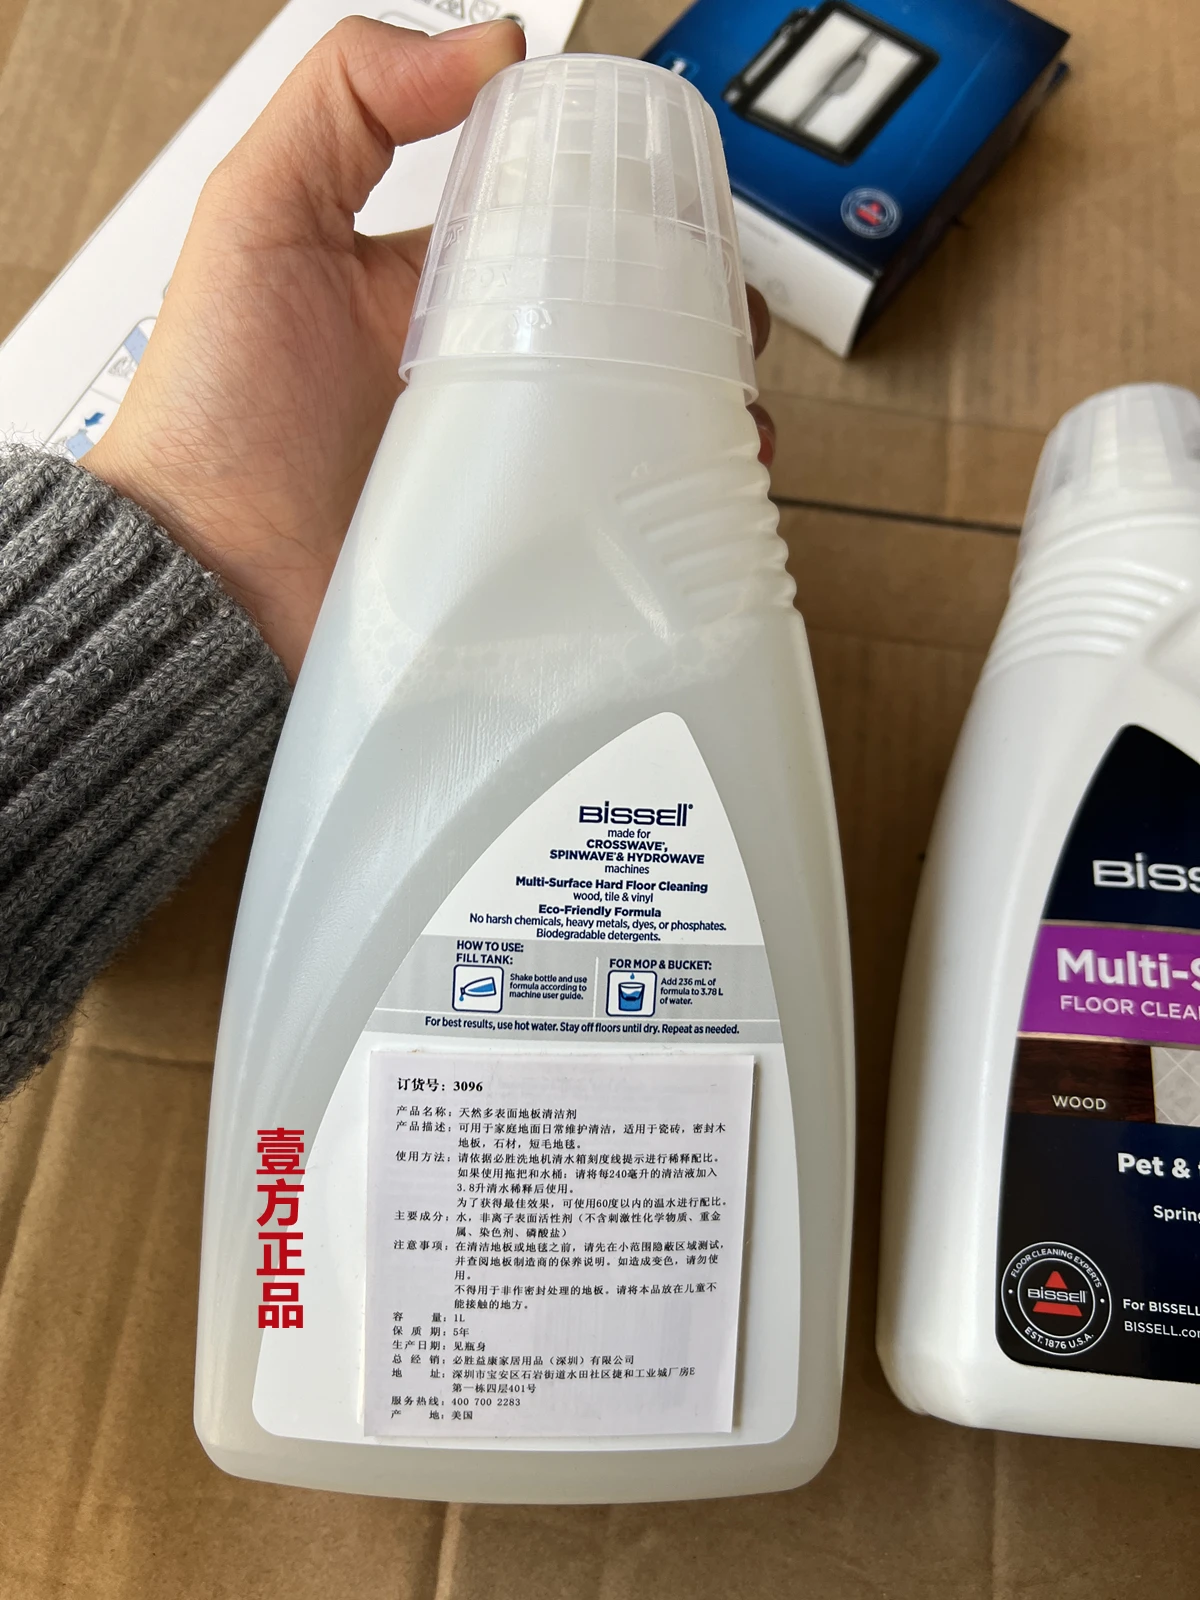 BISSELL
made for
CROSSWAVE®,
SPINWAVE® & HYDROWAVE
machines
Multi-Surface Hard Floor Cleaning
wood, tile & vinyl
Eco-Friendly Formula
No harsh chemicals, heavy metals, dyes, or phosphates.
Biodegradable detergents.
HOW TO USE:
FILL TANK:
Shake bottle and use
formula according to
machine user guide.
FOR MOP & BUCKET:
Add 236 mL of
formula to 3.78 L
of water.
For best results, use hot water. Stay off floors until dry. Repeat as needed.
订货号：3096
产品名称：天然多表面地板清洁剂
产品描述：可用于家庭地面日常维护清洁，适用于瓷砖，密封木
地板，石材，短毛地毯。
使用方法：请依据必胜洗地机清水箱刻度线提示进行稀释配比。
如果使用拖把和水桶：请将每240毫升的清洁液加入
3.8升清水稀释后使用。
为了获得最佳效果，可使用60度以内的温水进行配比。
主要成分：水，非离子表面活性剂（不含刺激性化学物质、重金
属、染色剂、磷酸盐）
注意事项：在清洁地板或地毯之前，请先在小范围隐蔽区域测试，
并查阅地板制造商的保养说明。如造成变色，请勿使
用。
不得用于非作密封处理的地板。请将本品放在儿童不
能接触的地方。
容 量：1L
保 质 期：5年
生产日期：见瓶身
总 经 销：必胜益康家居用品（深圳）有限公司
地 址：深圳市宝安区石岩街道水田社区捷和工业城厂房E
第一栋四层401号
服务热线：400 700 2283
产 地：美国
壹方正品
BISS
Multi-S
FLOOR CLEA
WOOD
Pet &
Spring
FLOOR CLEANING EXPERTS
BISSELL
EST. 1876 U.S.A.
For BISSELL
BISSELL.co